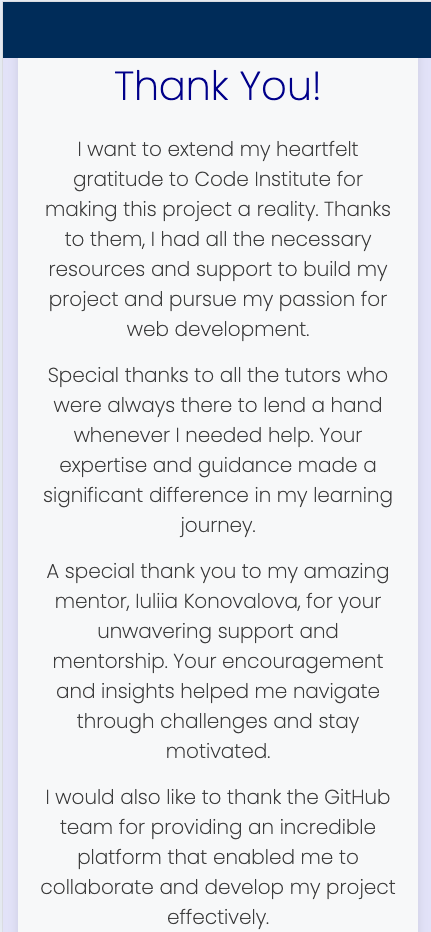 Thank You!
I want to extend my heartfelt
gratitude to Code Institute for
making this project a reality. Thanks
to them, I had all the necessary
resources and support to build my
project and pursue my passion for
web development.
Special thanks to all the tutors who
were always there to lend a hand
whenever I needed help. Your
expertise and guidance made a
significant difference in my learning
journey.
A special thank you to my amazing
mentor, Iuliia Konovalova, for your
unwavering support and
mentorship. Your encouragement
and insights helped me navigate
through challenges and stay
motivated.
I would also like to thank the GitHub
team for providing an incredible
platform that enabled me to
collaborate and develop my project
effectively.